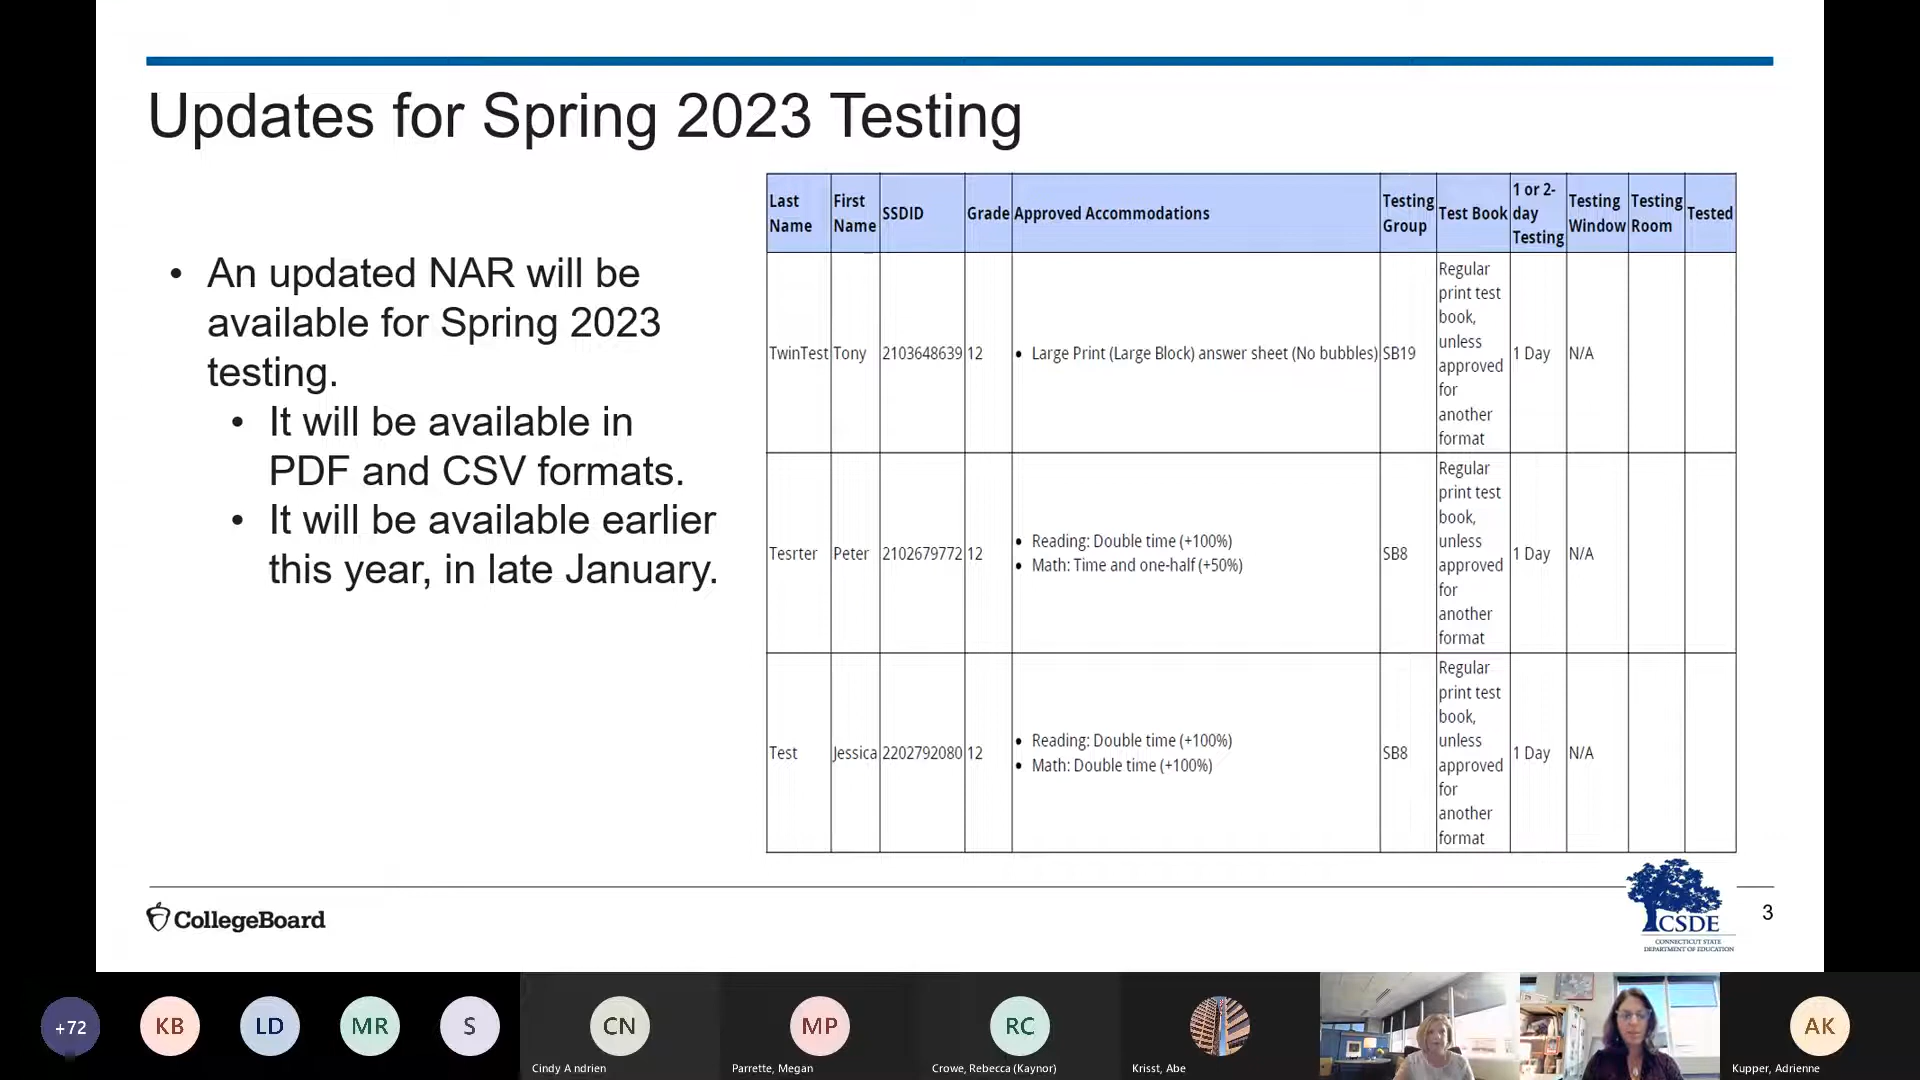 Updates for Spring 2023 Testing
• An updated NAR will be
available for Spring 2023
testing.
• It will be available in
PDF and CSV formats.
• It will be available earlier
this year, in late January.
Last Name First Name SSDID Grade Approved Accommodations Testing Group Test Book 1 or 2-day Testing Testing Window Testing Room Tested
TwinTest Tony 2103648639 12 • Large Print (Large Block) answer sheet (No bubbles) SB19 Regular print test book, unless approved for another format 1 Day N/A
Tesrter Peter 2102679772 12 • Reading: Double time (+100%) • Math: Time and one-half (+50%) SB8 Regular print test book, unless approved for another format 1 Day N/A
Test Jessica 2202792080 12 • Reading: Double time (+100%) • Math: Double time (+100%) SB8 Regular print test book, unless approved for another format 1 Day N/A
CollegeBoard
CSDE
CONNECTICUT STATE
DEPARTMENT OF EDUCATION
3
+72 KB LD MR S CN MP RC AK
Cindy A ndrien Parrette, Megan Crowe, Rebecca (Kaynor) Krisst, Abe Kupper, Adrienne